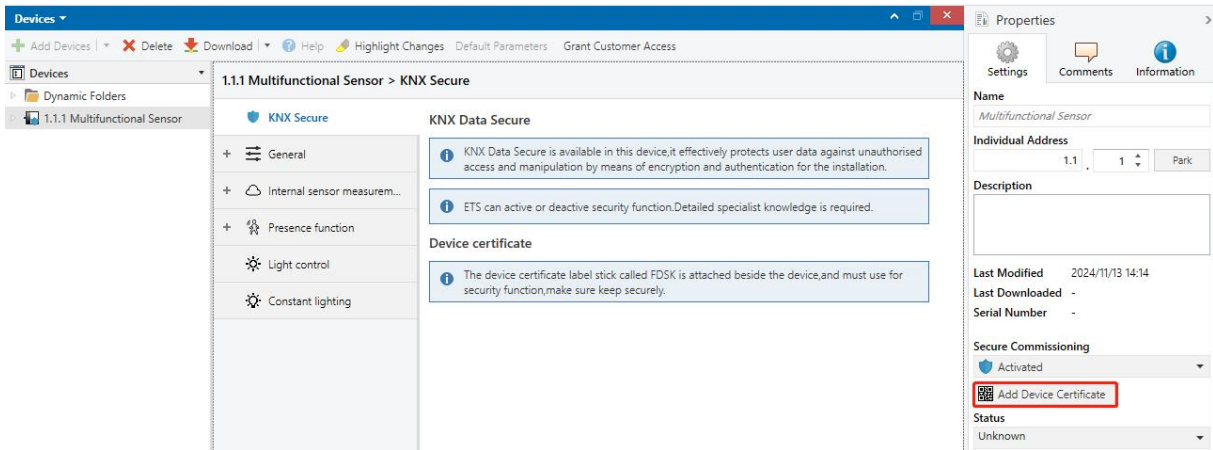 Devices
Add Devices Delete Download Help Highlight Changes Default Parameters Grant Customer Access
Devices
Dynamic Folders
1.1.1 Multifunctional Sensor
1.1.1 Multifunctional Sensor > KNX Secure
KNX Secure
General
Internal sensor measurem...
Presence function
Light control
Constant lighting
KNX Data Secure
KNX Data Secure is available in this device,it effectively protects user data against unauthorised
access and manipulation by means of encryption and authentication for the installation.
ETS can active or deactive security function.Detailed specialist knowledge is required.
Device certificate
The device certificate label stick called FDSK is attached beside the device,and must use for
security function,make sure keep securely.
Properties
Settings Comments Information
Name
Multifunctional Sensor
Individual Address
1.1 . 1 Park
Description
Last Modified 2024/11/13 14:14
Last Downloaded -
Serial Number -
Secure Commissioning
Activated
Add Device Certificate
Status
Unknown